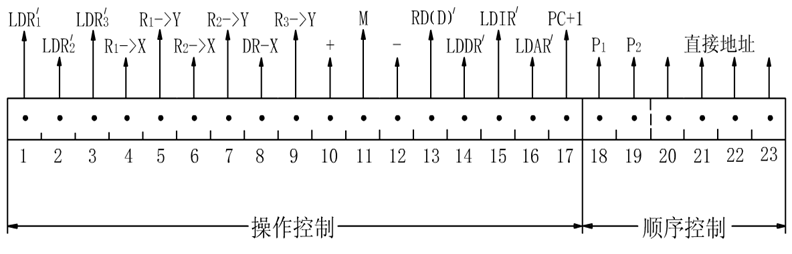 LDR₁′ LDR₃′ R₁->Y R₂->Y R₃->Y M RD(D)′ LDIR′ PC+1
LDR₂′ R₁->X R₂->X DR-X + - LDDR′ LDAR′ P₁ P₂ 直接地址
1 2 3 4 5 6 7 8 9 10 11 12 13 14 15 16 17 18 19 20 21 22 23
操作控制 顺序控制